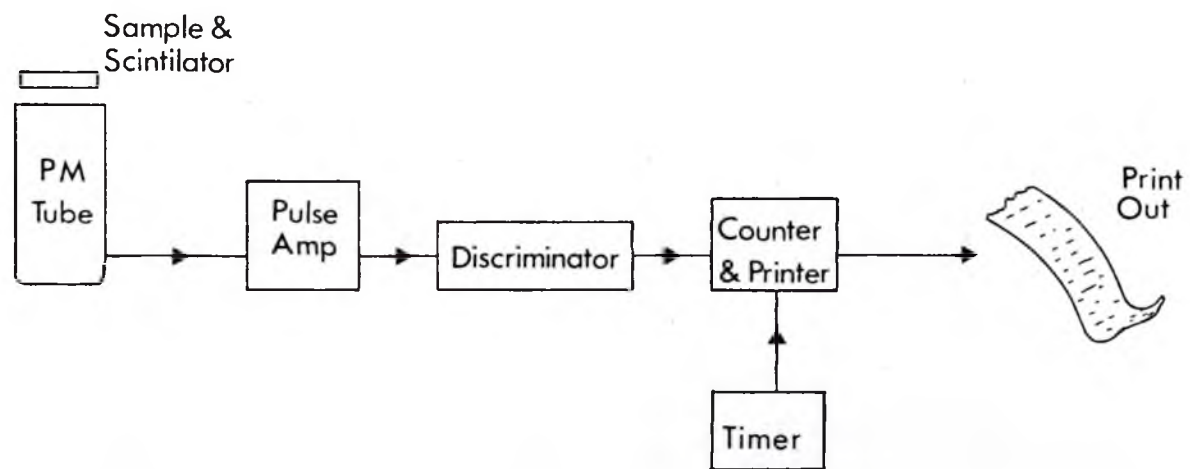 Sample &
Scintilator
PM
Tube
Pulse
Amp
Discriminator
Counter
& Printer
Print
Out
Timer